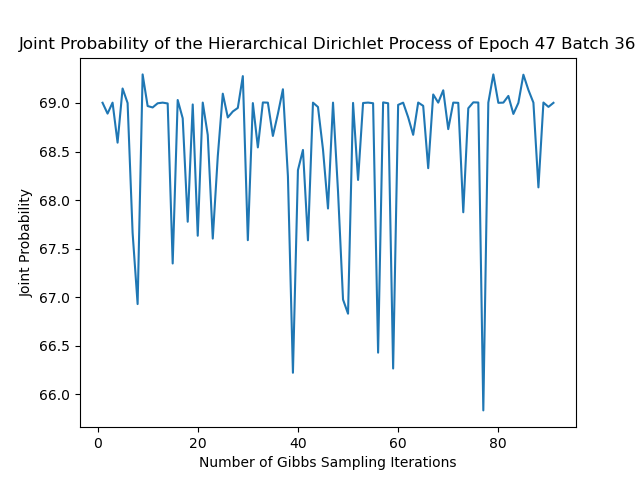 Joint Probability of the Hierarchical Dirichlet Process of Epoch 47 Batch 36
69.0
68.5
68.0
67.5
67.0
66.5
66.0
Joint Probability
0 20 40 60 80
Number of Gibbs Sampling Iterations